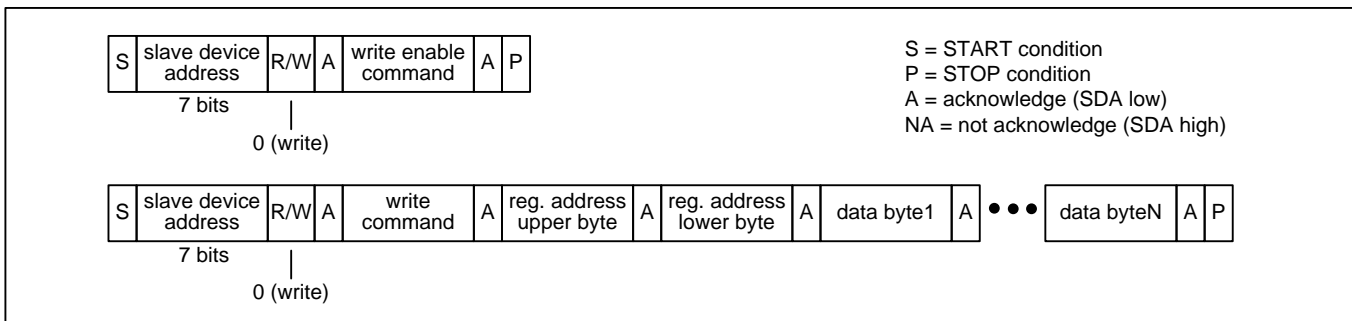 S slave device address R/W A write enable command A P
7 bits
0 (write)
S = START condition
P = STOP condition
A = acknowledge (SDA low)
NA = not acknowledge (SDA high)
S slave device address R/W A write command A reg. address upper byte A reg. address lower byte A data byte1 A ••• data byteN A P
7 bits
0 (write)